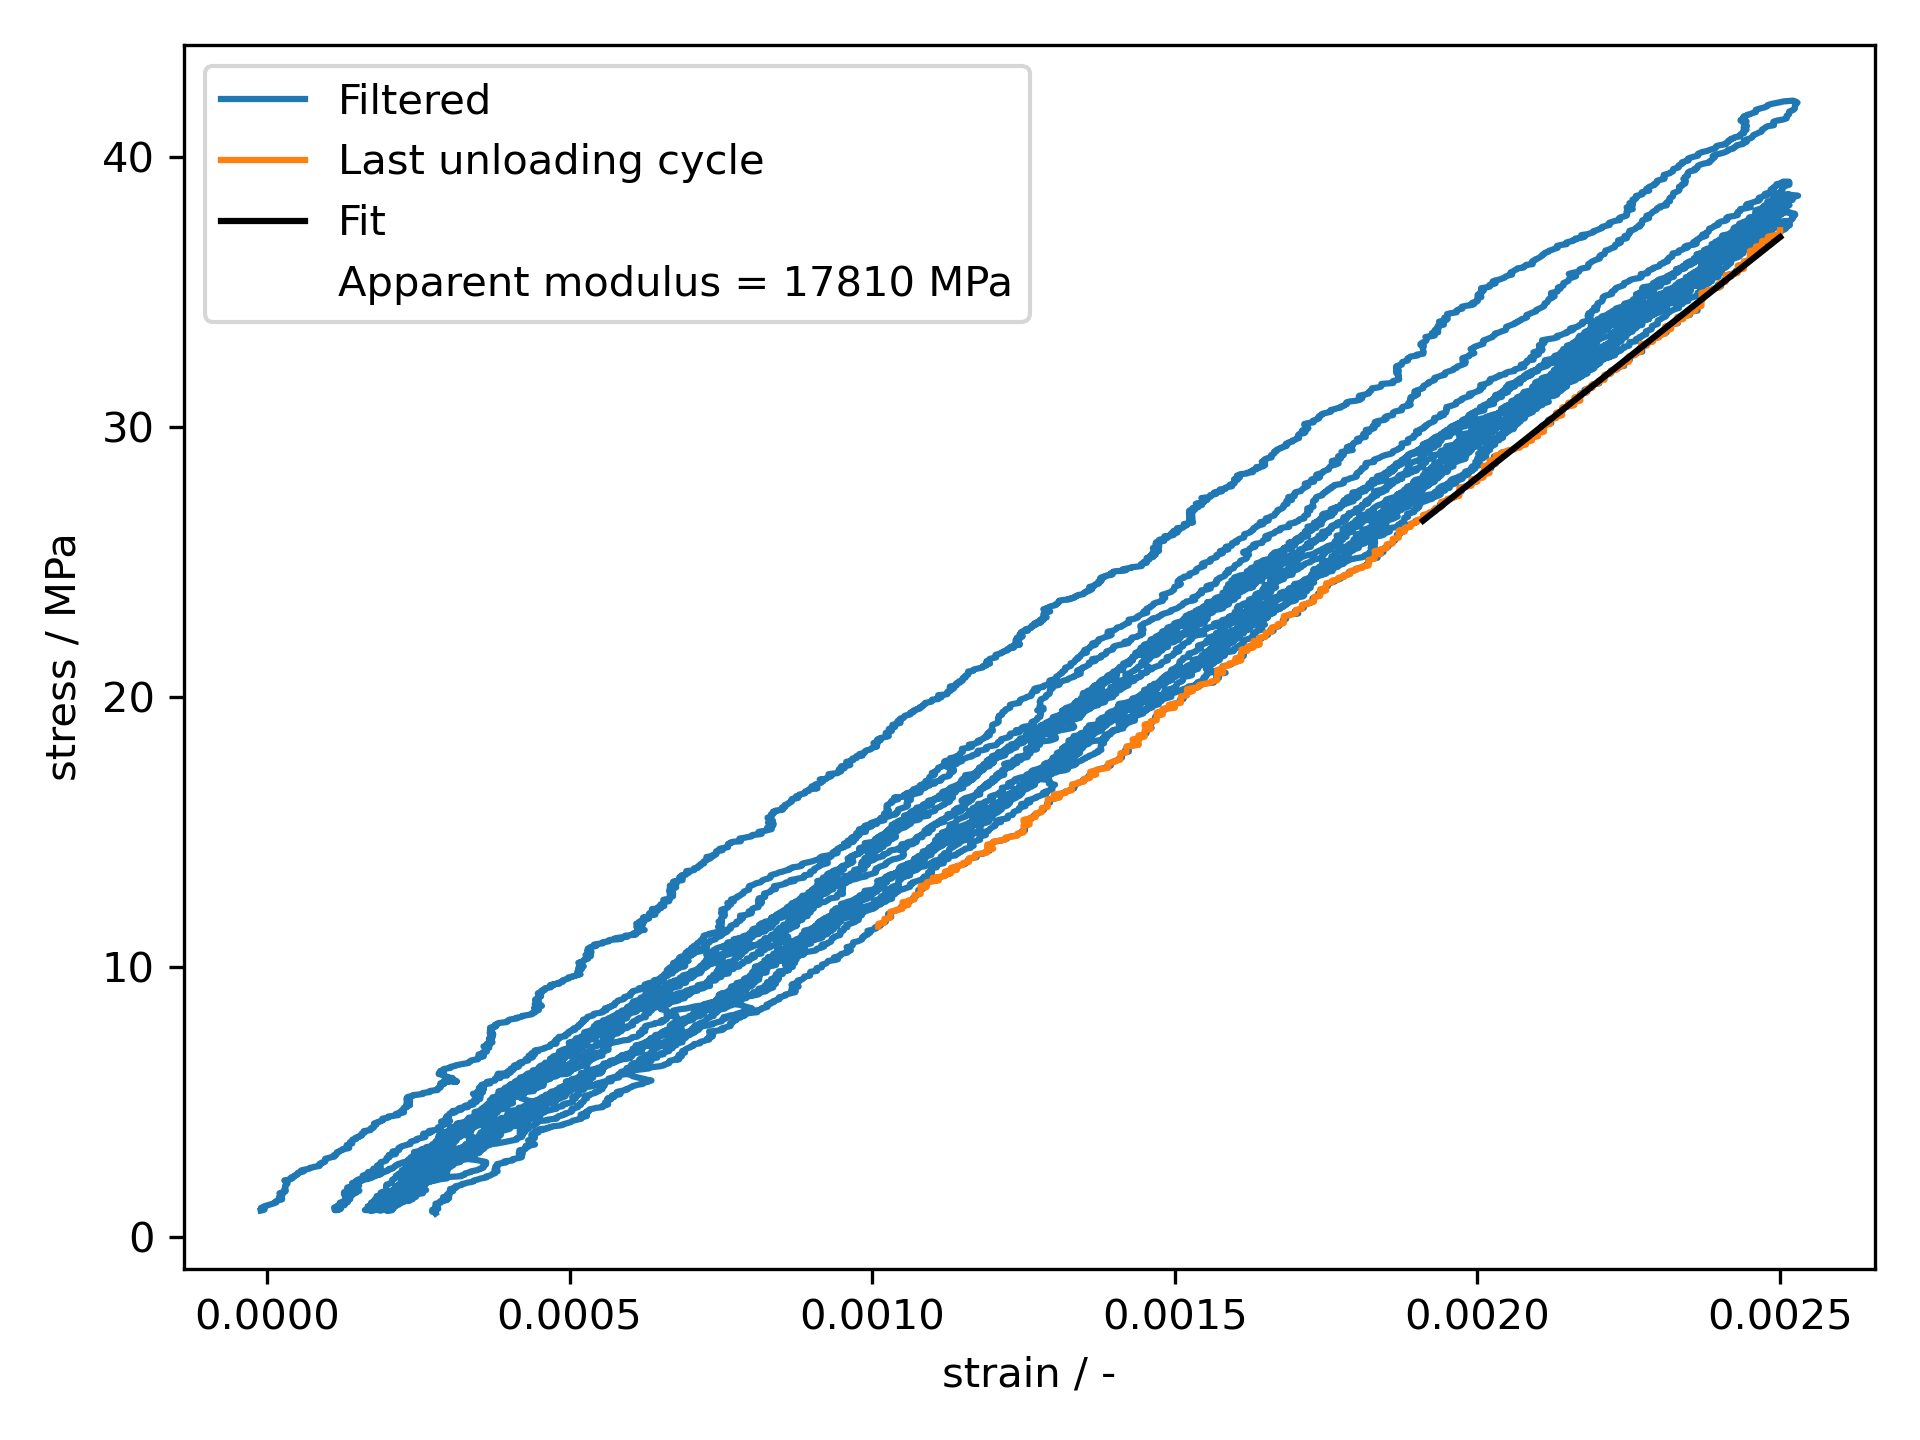 Filtered
Last unloading cycle
Fit
Apparent modulus = 17810 MPa
40
30
20
10
0
stress / MPa
0.0000 0.0005 0.0010 0.0015 0.0020 0.0025
strain / -